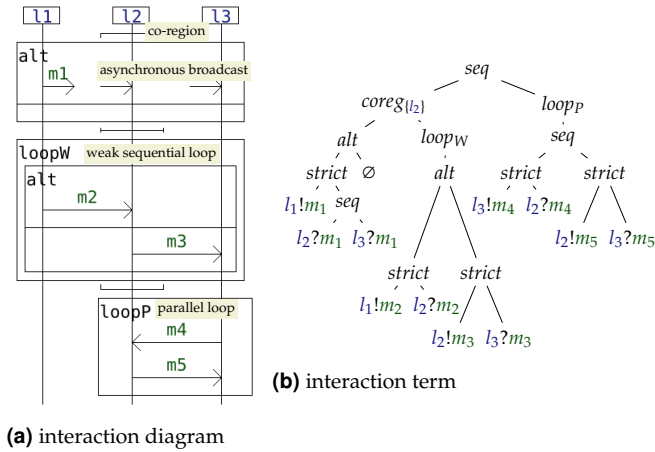 l1 l2 l3
co-region
alt
m1 asynchronous broadcast
loopW weak sequential loop
alt
m2
m3
loopP parallel loop
m4
m5
(a) interaction diagram
seq
coreg{l2} loopP
alt loopW seq
strict ∅ alt strict strict
l1!m1 seq l3!m4 l2?m4
l2?m1 l3?m1 l2!m5 l3?m5
strict strict
l1!m2 l2?m2
l2!m3 l3?m3
(b) interaction term